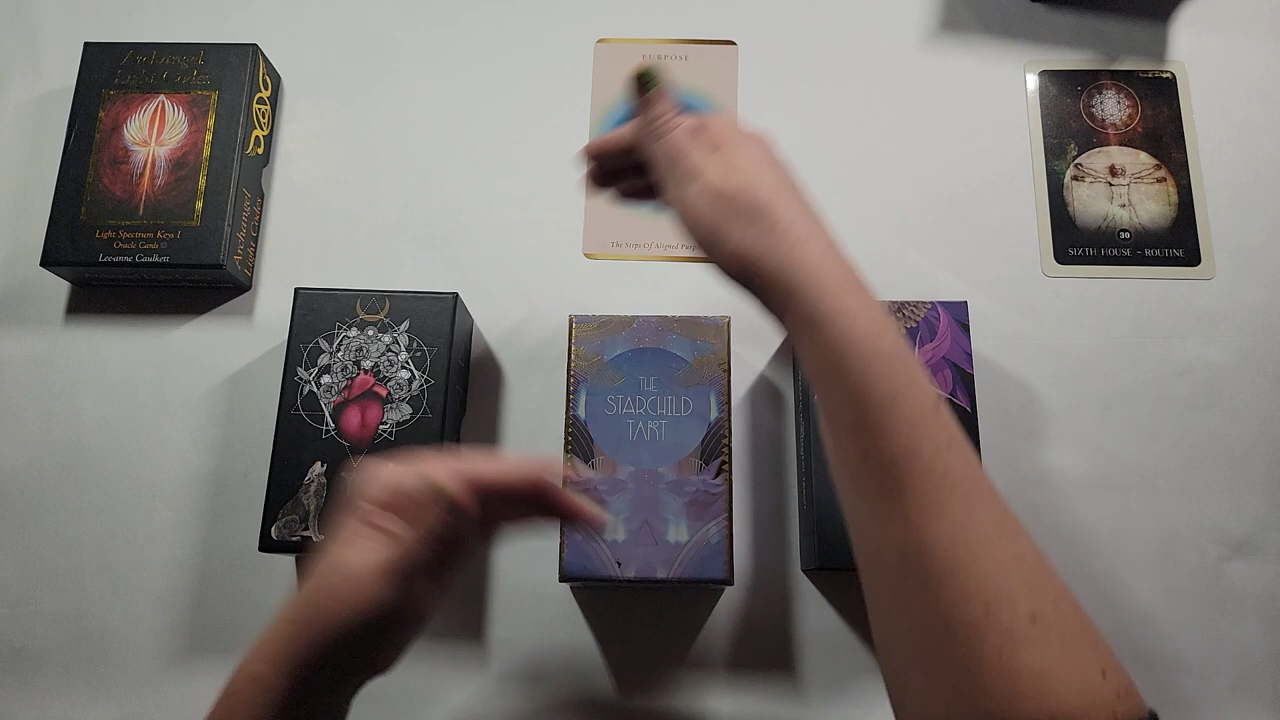 Archangel
Light Codes
Light Spectrum Keys I
Oracle Cards
Lee-anne Caulkett
Archangel
Light Codes
PURPOSE
The Steps Of Aligned
30
SIXTH HOUSE ~ ROUTINE
THE
STARCHILD
TAROT